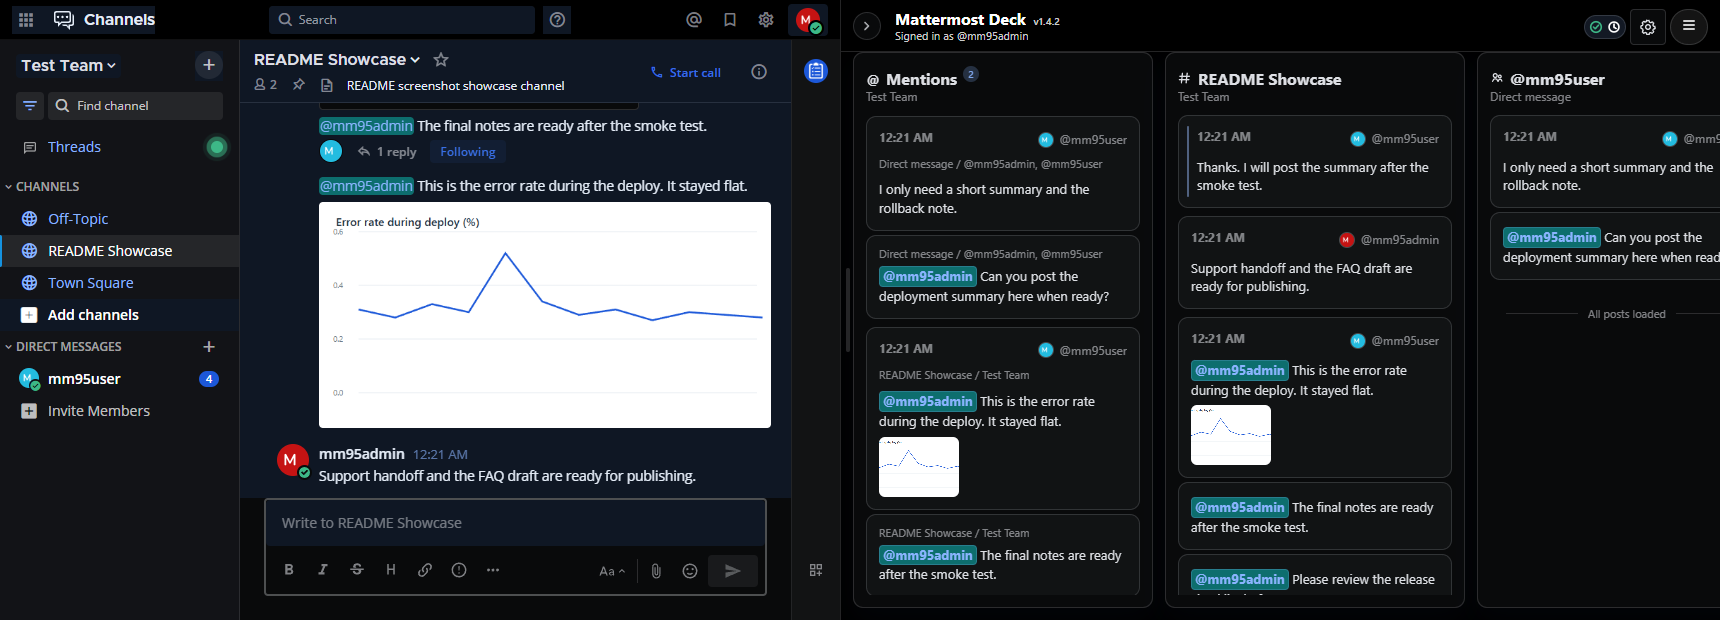 Channels
Search
M
Test Team
Find channel
Threads
CHANNELS
Off-Topic
README Showcase
Town Square
Add channels
DIRECT MESSAGES
M
mm95user
4
Invite Members
README Showcase
2
README screenshot showcase channel
Start call
@mm95admin The final notes are ready after the smoke test.
M
1 reply
Following
@mm95admin This is the error rate during the deploy. It stayed flat.
Error rate during deploy (%)
0.6
0.4
0.2
0.0
M
mm95admin 12:21 AM
Support handoff and the FAQ draft are ready for publishing.
Write to README Showcase
B I S H
Aa
Mattermost Deck v1.4.2
Signed in as @mm95admin
@ Mentions 2
Test Team
12:21 AM
M @mm95user
Direct message / @mm95admin, @mm95user
I only need a short summary and the
rollback note.
Direct message / @mm95admin, @mm95user
@mm95admin Can you post the
deployment summary here when ready?
12:21 AM
M @mm95user
README Showcase / Test Team
@mm95admin This is the error rate
during the deploy. It stayed flat.
README Showcase / Test Team
@mm95admin The final notes are ready
after the smoke test.
# README Showcase
Test Team
12:21 AM
M @mm95user
Thanks. I will post the summary after the
smoke test.
12:21 AM
M @mm95admin
Support handoff and the FAQ draft are
ready for publishing.
12:21 AM
M @mm95user
@mm95admin This is the error rate
during the deploy. It stayed flat.
@mm95admin The final notes are ready
after the smoke test.
@mm95admin Please review the release
@mm95user
Direct message
12:21 AM
M @mm9
I only need a short summary and the
rollback note.
@mm95admin Can you post the
deployment summary here when read
All posts loaded